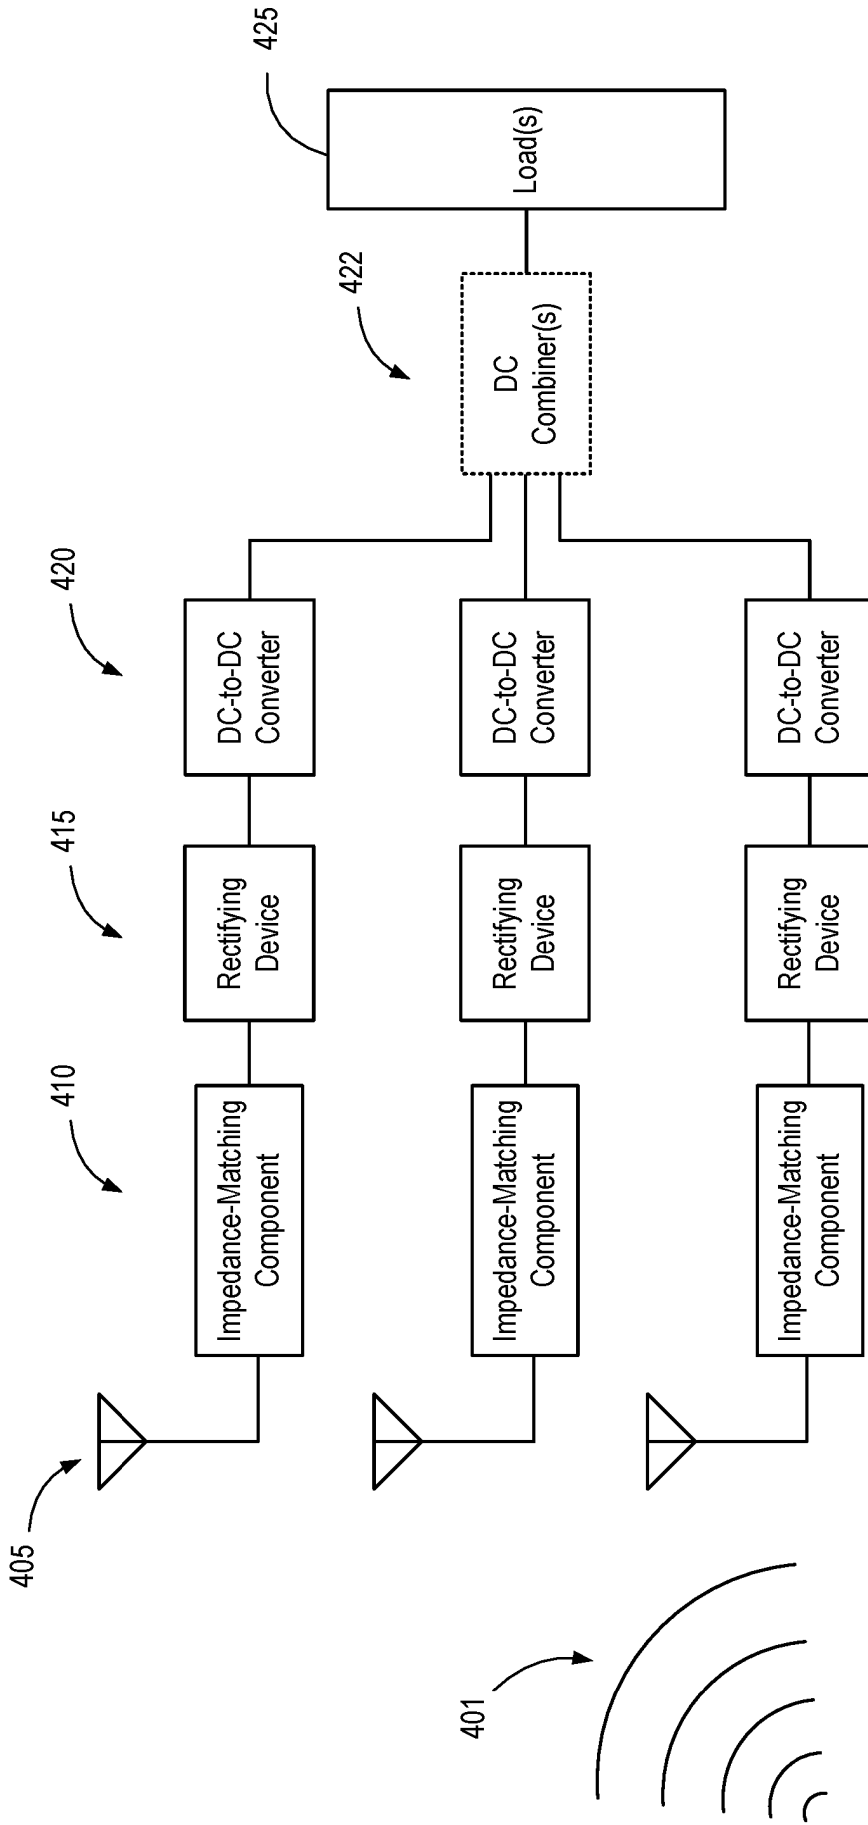 405
410
415
420
422
425
401
Impedance-Matching
Component
Rectifying
Device
DC-to-DC
Converter
Impedance-Matching
Component
Rectifying
Device
DC-to-DC
Converter
DC
Combiner(s)
Load(s)
Impedance-Matching
Component
Rectifying
Device
DC-to-DC
Converter